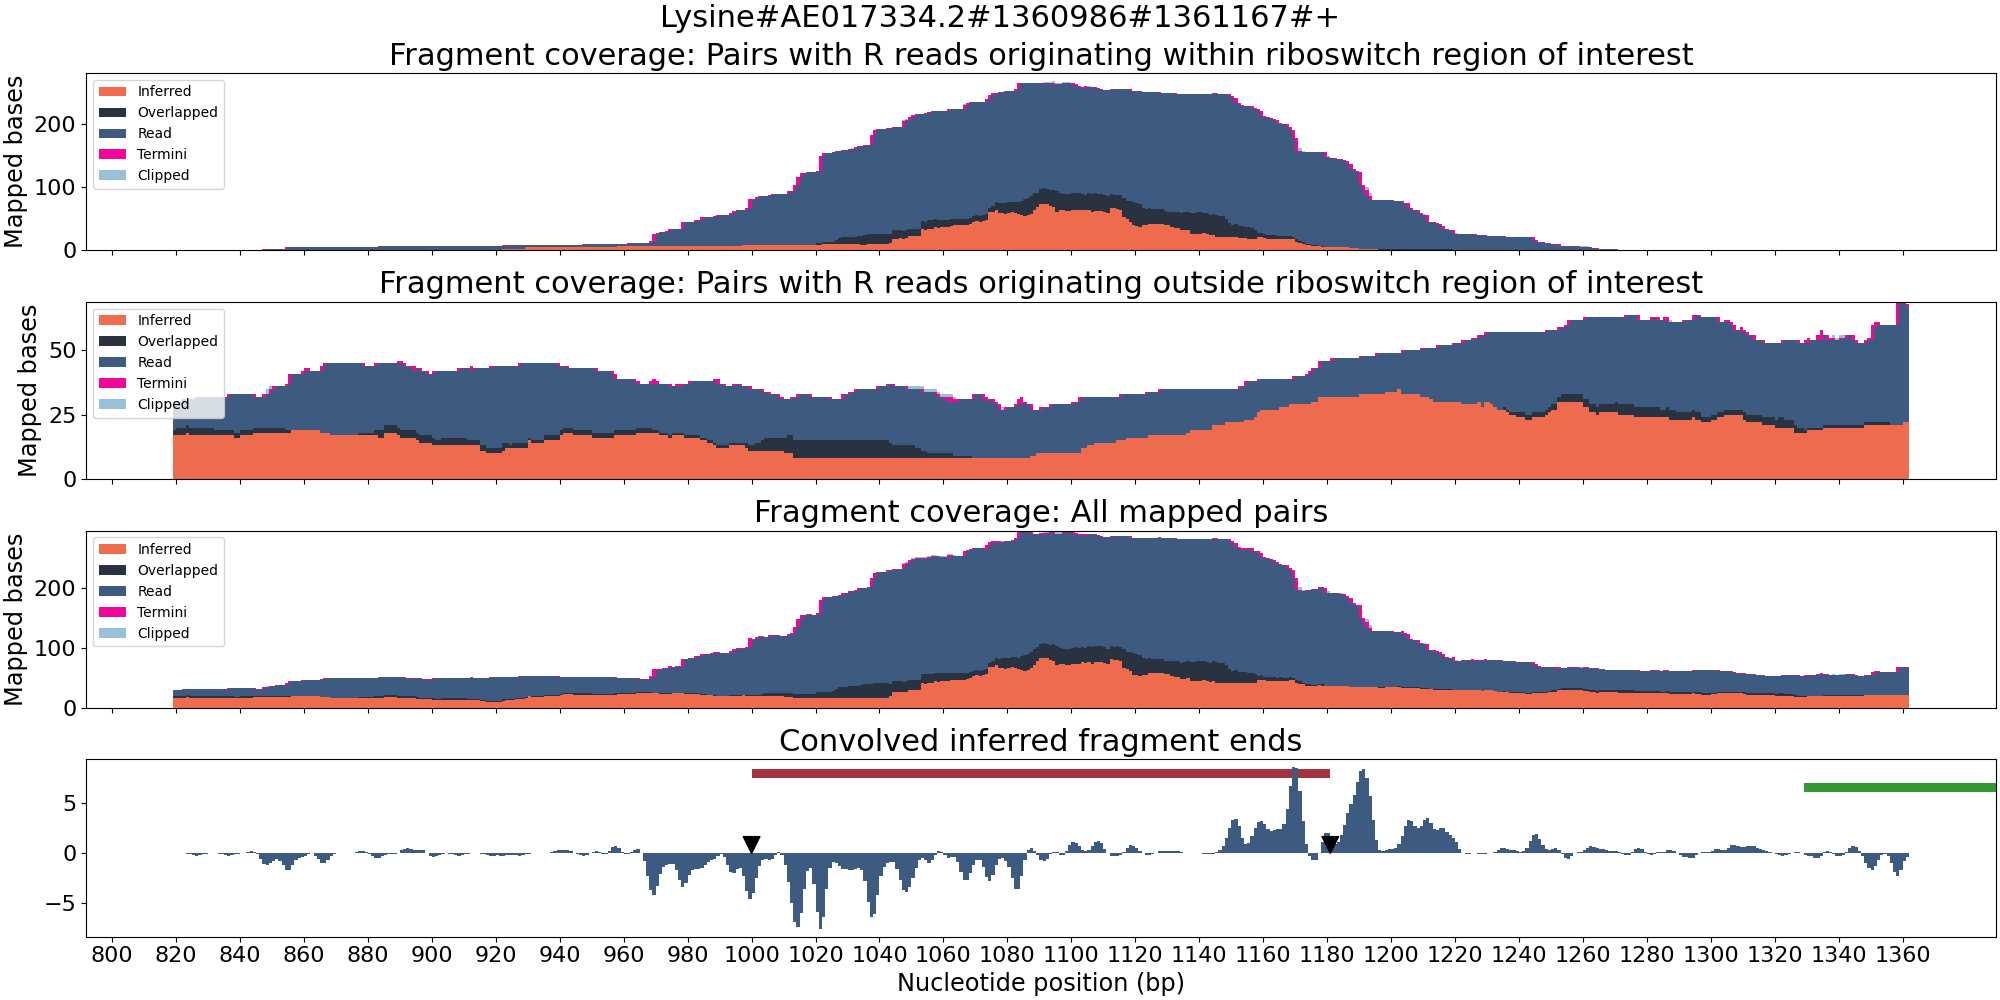 Lysine#AE017334.2#1360986#1361167#+
Fragment coverage: Pairs with R reads originating within riboswitch region of interest
Mapped bases
200
100
0
Inferred
Overlapped
Read
Termini
Clipped
Fragment coverage: Pairs with R reads originating outside riboswitch region of interest
Mapped bases
50
25
0
Inferred
Overlapped
Read
Termini
Clipped
Fragment coverage: All mapped pairs
Mapped bases
200
100
0
Inferred
Overlapped
Read
Termini
Clipped
Convolved inferred fragment ends
5
0
−5
800 820 840 860 880 900 920 940 960 980 1000 1020 1040 1060 1080 1100 1120 1140 1160 1180 1200 1220 1240 1260 1280 1300 1320 1340 1360
Nucleotide position (bp)